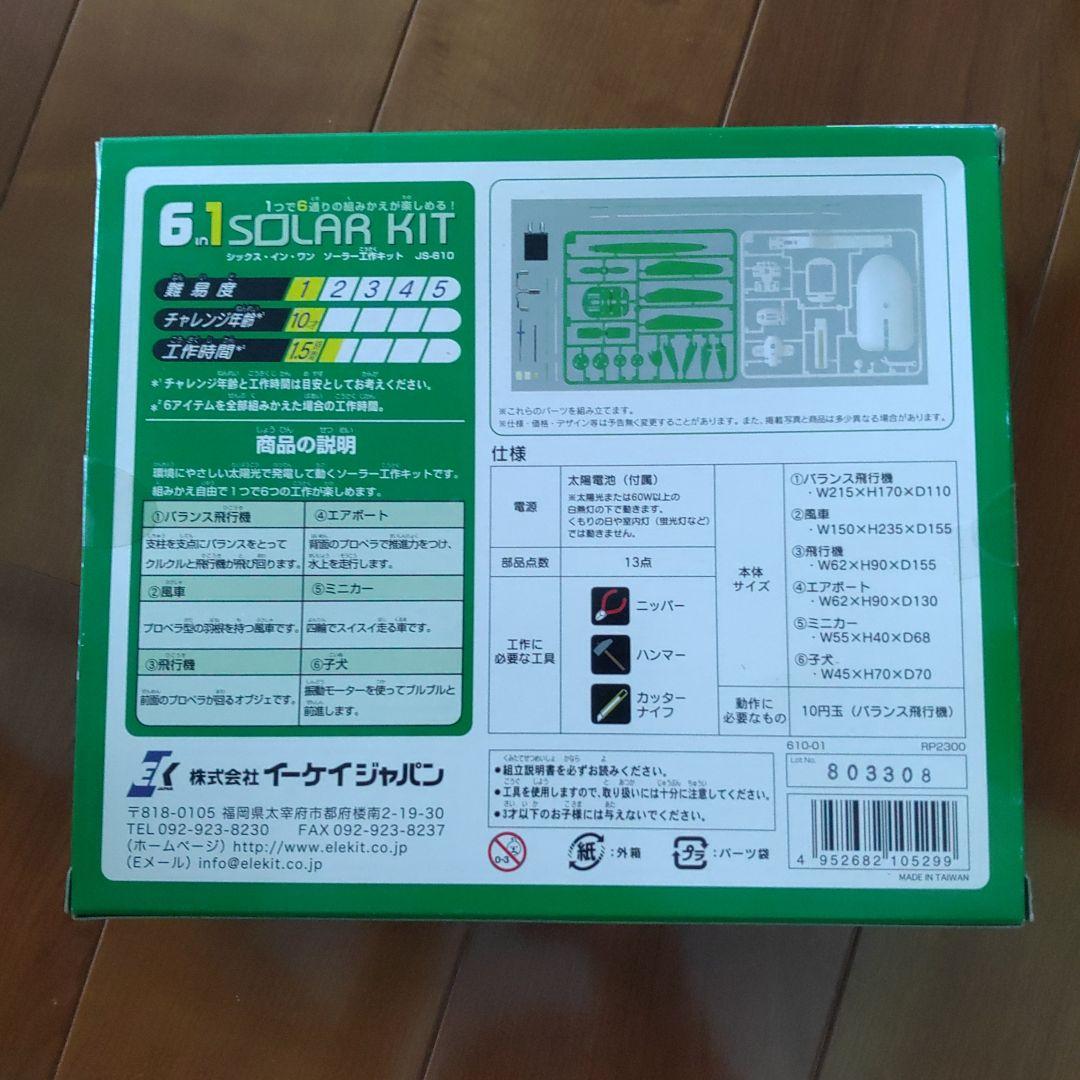 1つで6通りの組みかえが楽しめる!
6in1 SOLAR KIT
シックス・イン・ワン ソーラー工作キット JS-610
難易度 1 2 3 4 5
チャレンジ年齢*¹ 10才
工作時間*² 1.5時間
*¹チャレンジ年齢と工作時間は目安としてお考えください。
*²6アイテムを全部組みかえた場合の工作時間。
商品の説明
環境にやさしい太陽光で発電して動くソーラー工作キットです。
組みかえ自由で1つで6つの工作が楽しめます。
①バランス飛行機
支柱を支点にバランスをとって
クルクルと飛行機が飛び回ります。
④エアボート
背面のプロペラで推進力をつけ、
水上を走行します。
②風車
プロペラ型の羽根を持つ風車です。
⑤ミニカー
四輪でスイスイ走る車です。
③飛行機
前面のプロペラが回るオブジェです。
⑥子犬
振動モーターを使ってブルブルと
前進します。
EK JAPAN
株式会社 イーケイジャパン
〒818-0105 福岡県太宰府市都府楼南2-19-30
TEL 092-923-8230 FAX 092-923-8237
(ホームページ) http://www.elekit.co.jp
(Eメール) info@elekit.co.jp
※これらのパーツを組み立てます。
※仕様・価格・デザイン等は予告無く変更することがあります。また、掲載写真と商品は多少異なる場合があります。
仕様
電源
太陽電池(付属)
※太陽光または60W以上の
白熱灯の下で動きます。
くもりの日や室内灯(蛍光灯など)
では動きません。
部品点数 13点
工作に
必要な工具
ニッパー
ハンマー
カッター
ナイフ
本体
サイズ
①バランス飛行機
・W215×H170×D110
②風車
・W150×H235×D155
③飛行機
・W62×H90×D155
④エアボート
・W62×H90×D130
⑤ミニカー
・W55×H40×D68
⑥子犬
・W45×H70×D70
動作に
必要なもの
10円玉(バランス飛行機)
●組立説明書を必ずお読みください。
●工具を使用しますので、取り扱いには十分に注意してください。
●3才以下のお子様には与えないでください。
0-3
紙:外箱
プラ:パーツ袋
610-01 RP2300
Lot No. 803308
4 952682 105299
MADE IN TAIWAN